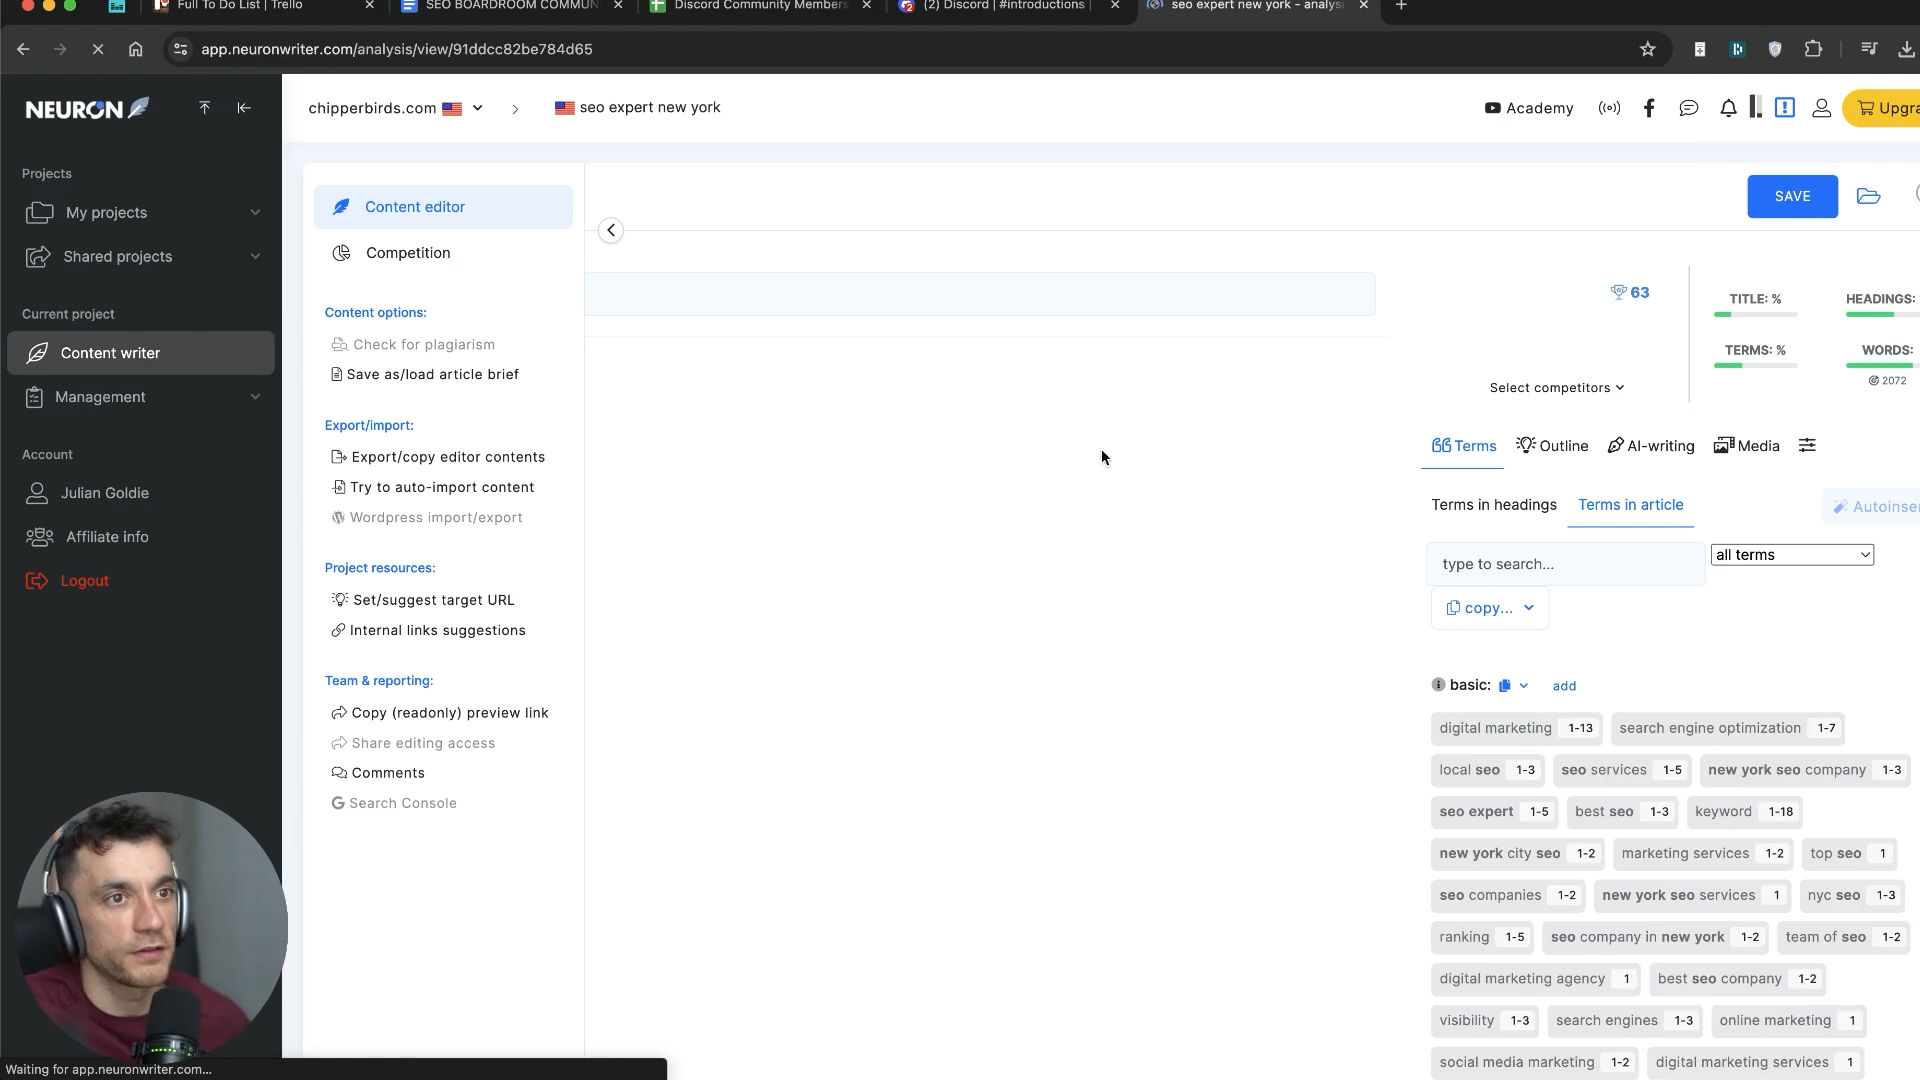 Full To Do List | Trello
SEO BOARDROOM COMMUN
Discord Community Members
(2) Discord | #introductions |
seo expert new york - analysi
app.neuronwriter.com/analysis/view/91ddcc82be784d65
NEURON
chipperbirds.com
seo expert new york
Academy
Upgra
Projects
My projects
Shared projects
Current project
Content writer
Management
Account
Julian Goldie
Affiliate info
Logout
Content editor
Competition
Content options:
Check for plagiarism
Save as/load article brief
Export/import:
Export/copy editor contents
Try to auto-import content
Wordpress import/export
Project resources:
Set/suggest target URL
Internal links suggestions
Team & reporting:
Copy (readonly) preview link
Share editing access
Comments
Search Console
SAVE
63
TITLE: %
HEADINGS:
TERMS: %
WORDS:
2072
Select competitors
Terms
Outline
AI-writing
Media
Terms in headings
Terms in article
Autoinser
type to search...
all terms
copy...
basic:
add
digital marketing 1-13
search engine optimization 1-7
local seo 1-3
seo services 1-5
new york seo company 1-3
seo expert 1-5
best seo 1-3
keyword 1-18
new york city seo 1-2
marketing services 1-2
top seo 1
seo companies 1-2
new york seo services 1
nyc seo 1-3
ranking 1-5
seo company in new york 1-2
team of seo 1-2
digital marketing agency 1
best seo company 1-2
visibility 1-3
search engines 1-3
online marketing 1
social media marketing 1-2
digital marketing services 1
Waiting for app.neuronwriter.com...